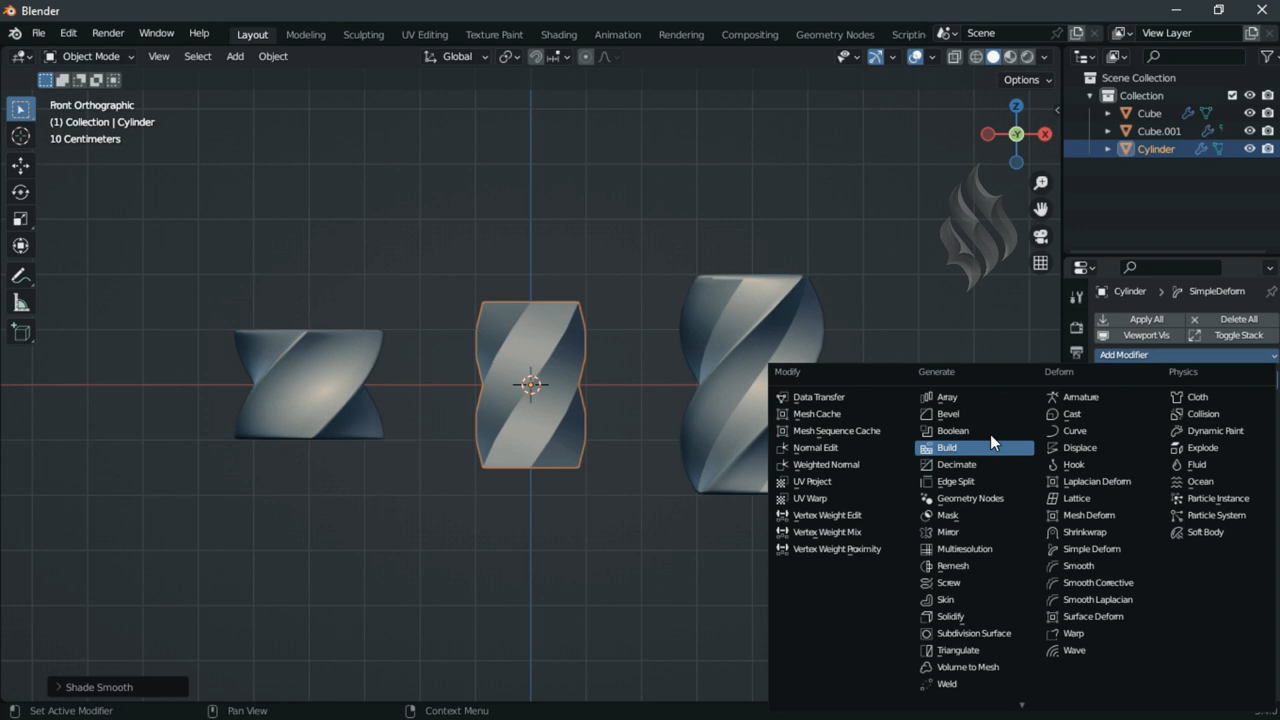 Blender
File Edit Render Window Help Layout Modeling Sculpting UV Editing Texture Paint Shading Animation Rendering Compositing Geometry Nodes Scriptin Scene View Layer
Object Mode View Select Add Object Global
Options
Front Orthographic
(1) Collection | Cylinder
10 Centimeters
Z
-Y
X
Scene Collection
Collection
Cube
Cube.001
Cylinder
Cylinder SimpleDeform
Apply All Delete All
Viewport Vis Toggle Stack
Add Modifier
Modify Generate Deform Physics
Data Transfer Array Armature Cloth
Mesh Cache Bevel Cast Collision
Mesh Sequence Cache Boolean Curve Dynamic Paint
Normal Edit Build Displace Explode
Weighted Normal Decimate Hook Fluid
UV Project Edge Split Laplacian Deform Ocean
UV Warp Geometry Nodes Lattice Particle Instance
Vertex Weight Edit Mask Mesh Deform Particle System
Vertex Weight Mix Mirror Shrinkwrap Soft Body
Vertex Weight Proximity Multiresolution Simple Deform
Remesh Smooth
Screw Smooth Corrective
Skin Smooth Laplacian
Solidify Surface Deform
Subdivision Surface Warp
Triangulate Wave
Volume to Mesh
Weld
Shade Smooth
Set Active Modifier Pan View Context Menu